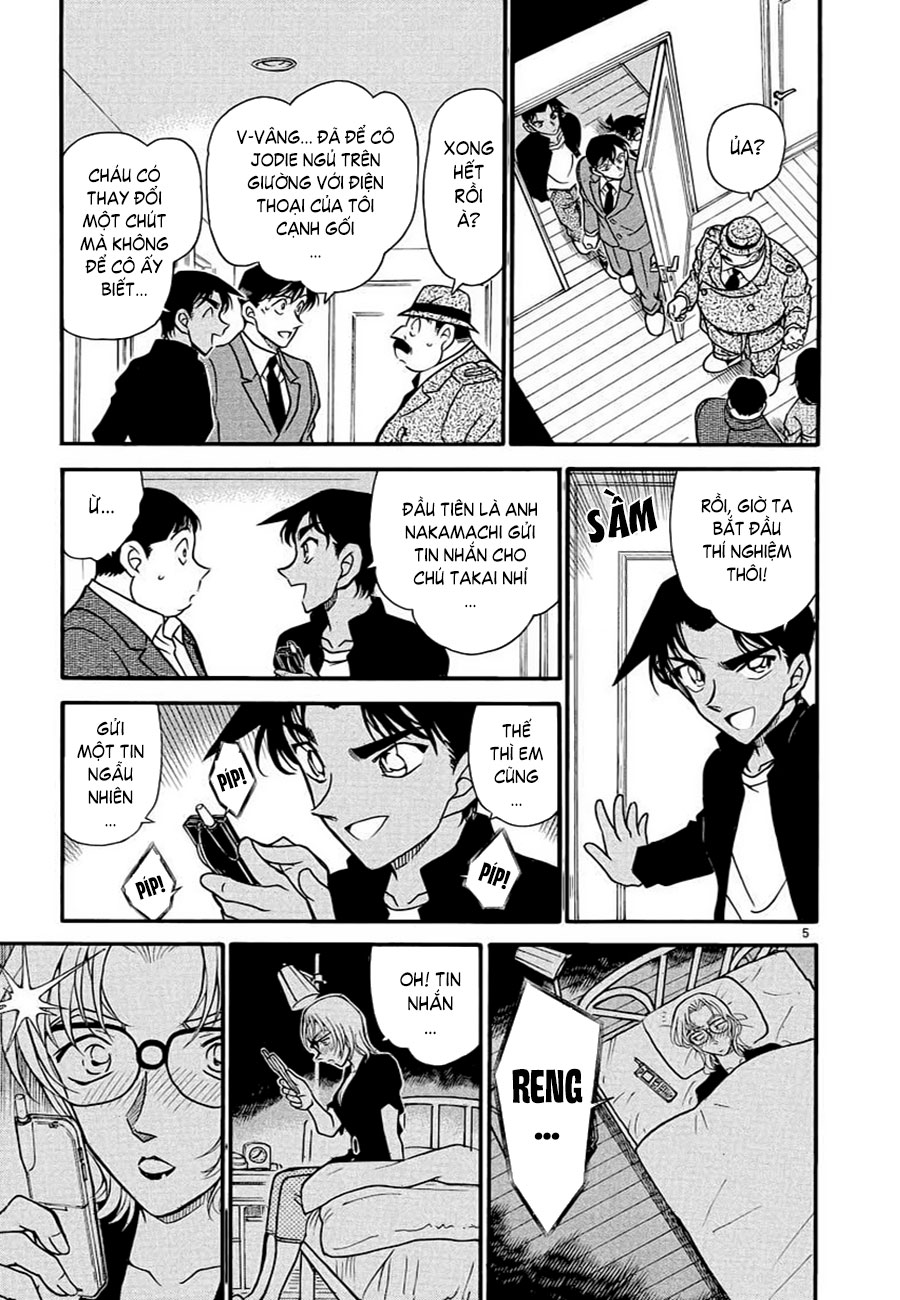 ỦA?
XONG
HẾT
RỒI
À?
V-VÂNG... ĐÀ ĐỂ CÔ
JODIE NGỦ TRÊN
GIƯỜNG VỚI ĐIỆN
THOẠI CỦA TÔI
CẠNH GỐI
...
CHÁU CÓ
THAY ĐỔI
MỘT CHÚT
MÀ KHÔNG
ĐỂ CÔ ẤY
BIẾT...
RỒI, GIỜ TA
BẮT ĐẦU
THÍ NGHIỆM
THÔI!
SẦM
ĐẦU TIÊN LÀ ANH
NAKAMACHI GỬI
TIN NHẮN CHO
CHÚ TAKAI NHỈ
...
Ừ...
THẾ
THÌ EM
CŨNG
...
PÍP!
PÍP!
GỬI
MỘT TIN
NGẪU
NHIÊN
...
5
RENG
...
OH! TIN
NHẮN
...